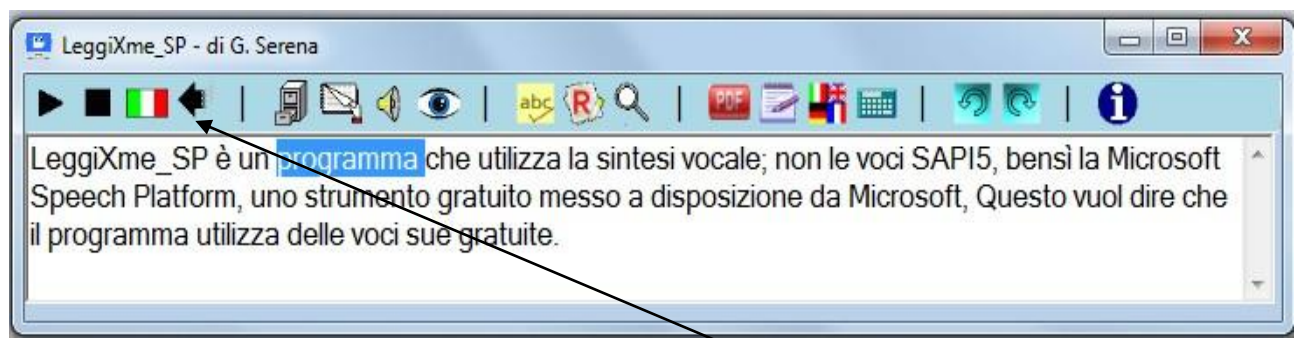 LeggiXme_SP - di G. Serena
abc R PDF
LeggiXme_SP è un programma che utilizza la sintesi vocale; non le voci SAPI5, bensì la Microsoft
Speech Platform, uno strumento gratuito messo a disposizione da Microsoft, Questo vuol dire che
il programma utilizza delle voci sue gratuite.